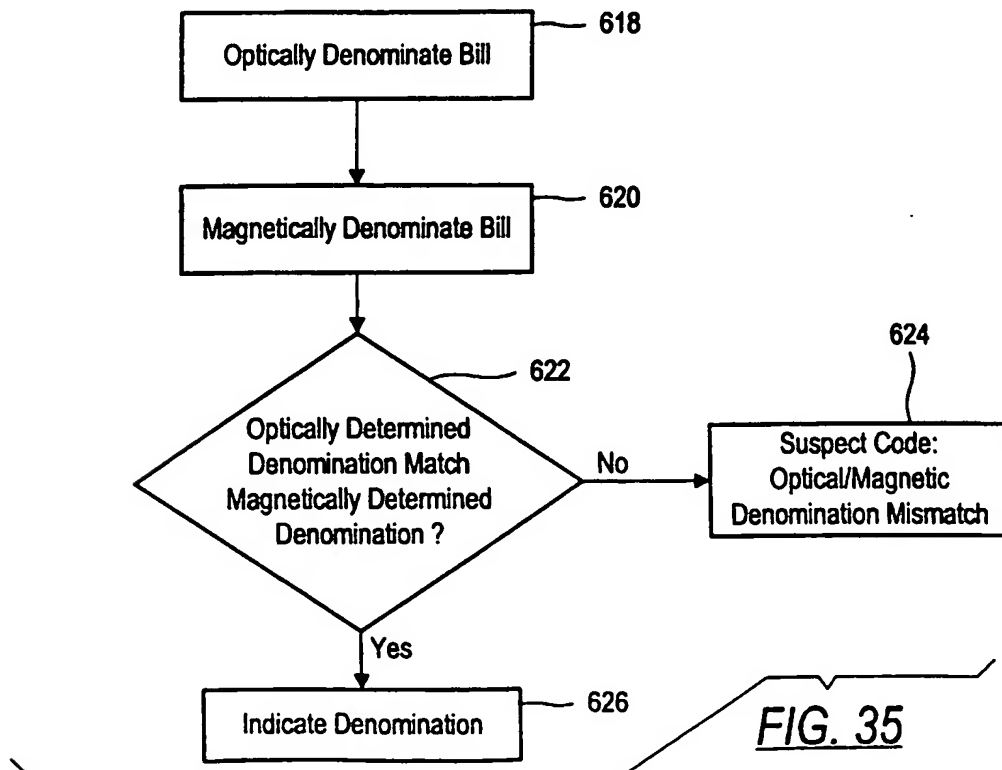 618
Optically Denominate Bill
620
Magnetically Denominate Bill
622
Optically Determined
Denomination Match
Magnetically Determined
Denomination ?
No
624
Suspect Code:
Optical/Magnetic
Denomination Mismatch
Yes
626
Indicate Denomination
FIG. 35